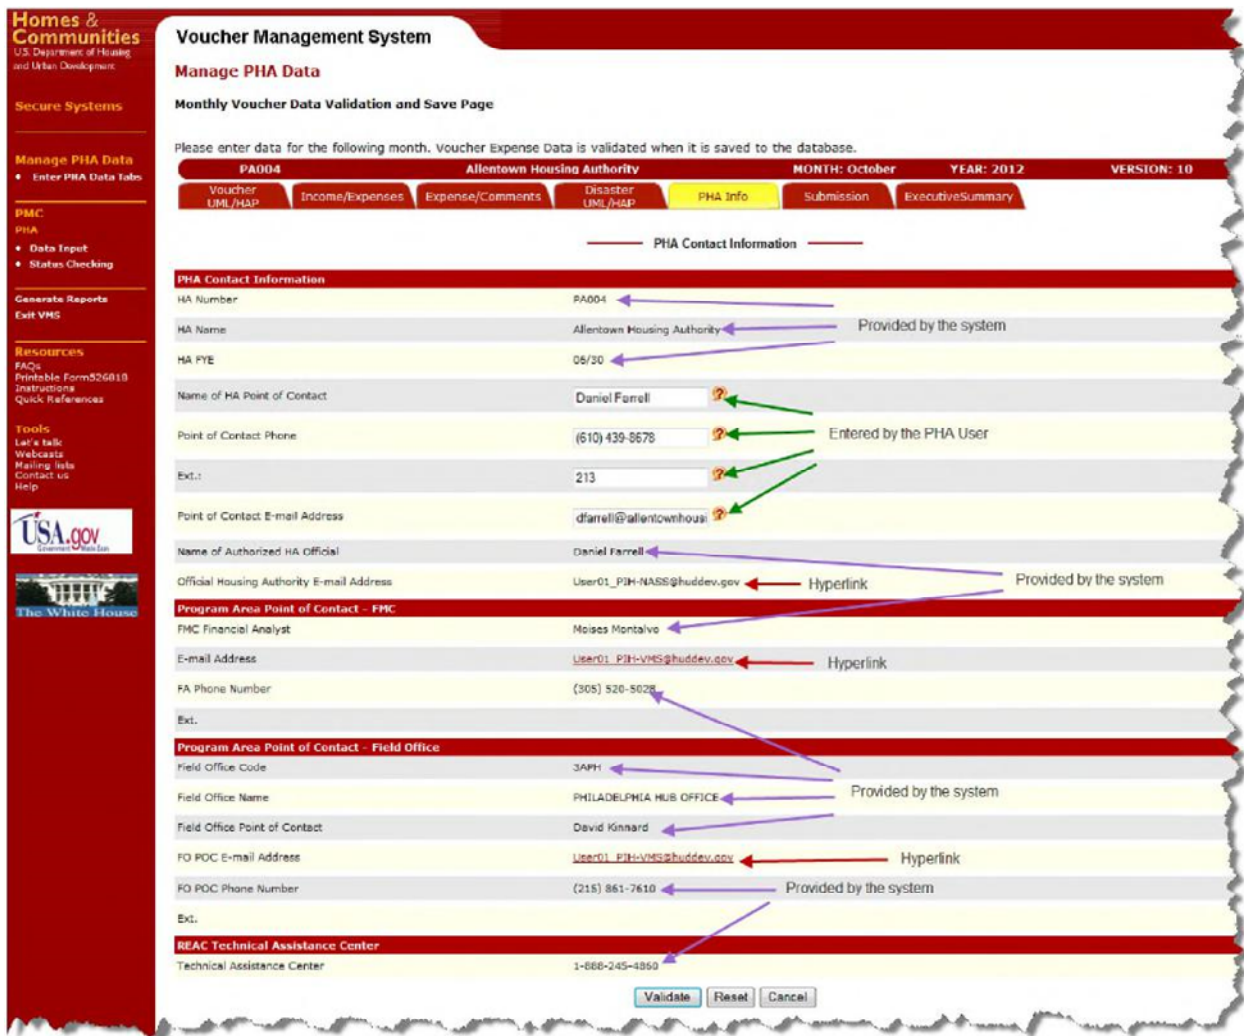 Homes &
Communities
U.S. Department of Housing
and Urban Development
Secure Systems
Manage PHA Data
• Enter PHA Data Tabs
PMC
PHA
• Data Input
• Status Checking
Generate Reports
Exit VMS
Resources
FAQs
Printable Form52681B
Instructions
Quick References
Tools
Let's talk
Webcasts
Mailing lists
Contact us
Help
USA.gov
Government Made Easy
The White House
Voucher Management System
Manage PHA Data
Monthly Voucher Data Validation and Save Page
Please enter data for the following month. Voucher Expense Data is validated when it is saved to the database.
PA004 Allentown Housing Authority MONTH: October YEAR: 2012 VERSION: 10
Voucher UML/HAP Income/Expenses Expense/Comments Disaster UML/HAP PHA Info Submission ExecutiveSummary
PHA Contact Information
PHA Contact Information
HA Number PA004
HA Name Allentown Housing Authority Provided by the system
HA FYE 06/30
Name of HA Point of Contact Daniel Farrell ?
Point of Contact Phone (610) 439-8678 ? Entered by the PHA User
Ext.: 213 ?
Point of Contact E-mail Address dfarrell@allentownhousi ?
Name of Authorized HA Official Daniel Farrell
Official Housing Authority E-mail Address User01_PIH-NASS@huddev.gov Hyperlink Provided by the system
Program Area Point of Contact - FMC
FMC Financial Analyst Moises Montalvo
E-mail Address User01_PIH-VMS@huddev.gov Hyperlink
FA Phone Number (305) 520-5028
Ext.
Program Area Point of Contact - Field Office
Field Office Code 3APH
Field Office Name PHILADELPHIA HUB OFFICE Provided by the system
Field Office Point of Contact David Kinnard
FO POC E-mail Address User01_PIH-VMS@huddev.gov Hyperlink
FO POC Phone Number (215) 861-7610 Provided by the system
Ext.
REAC Technical Assistance Center
Technical Assistance Center 1-888-245-4860
Validate Reset Cancel